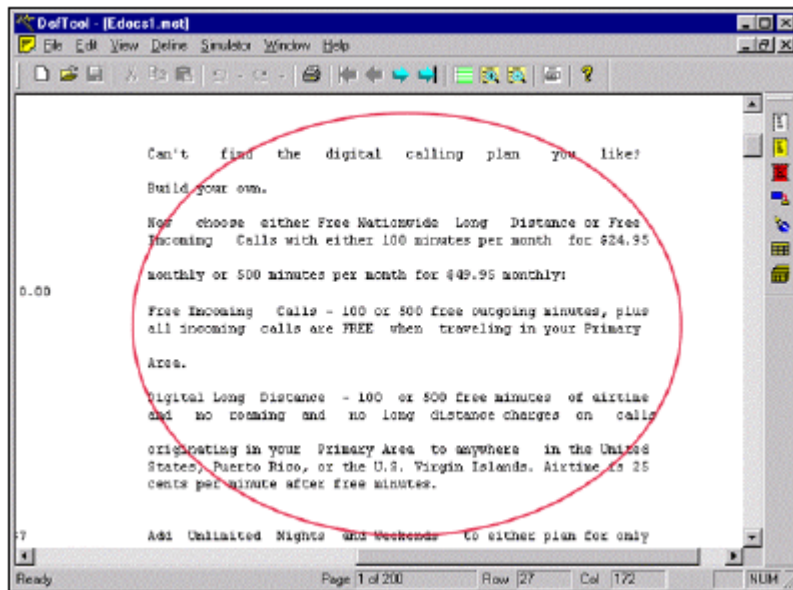 DefTool - [Edocs1.mot]
File Edit View Define Simulator Window Help
Can't find the digital calling plan you like?
Build your own.
Now choose either Free Nationwide Long Distance or Free
Incoming Calls with either 100 minutes per month for $24.95
monthly or 500 minutes per month for $49.95 monthly:
0.00
Free Incoming Calls - 100 or 500 free outgoing minutes, plus
all incoming calls are FREE when traveling in your Primary
Area.
Digital Long Distance - 100 or 500 free minutes of airtime
and no roaming and no long distance charges on calls
originating in your Primary Area to anywhere in the United
States, Puerto Rico, or the U.S. Virgin Islands. Airtime is 25
cents per minute after free minutes.
Add Unlimited Nights and Weekends to either plan for only
Ready Page 1 of 200 Row 27 Col 172 NUM